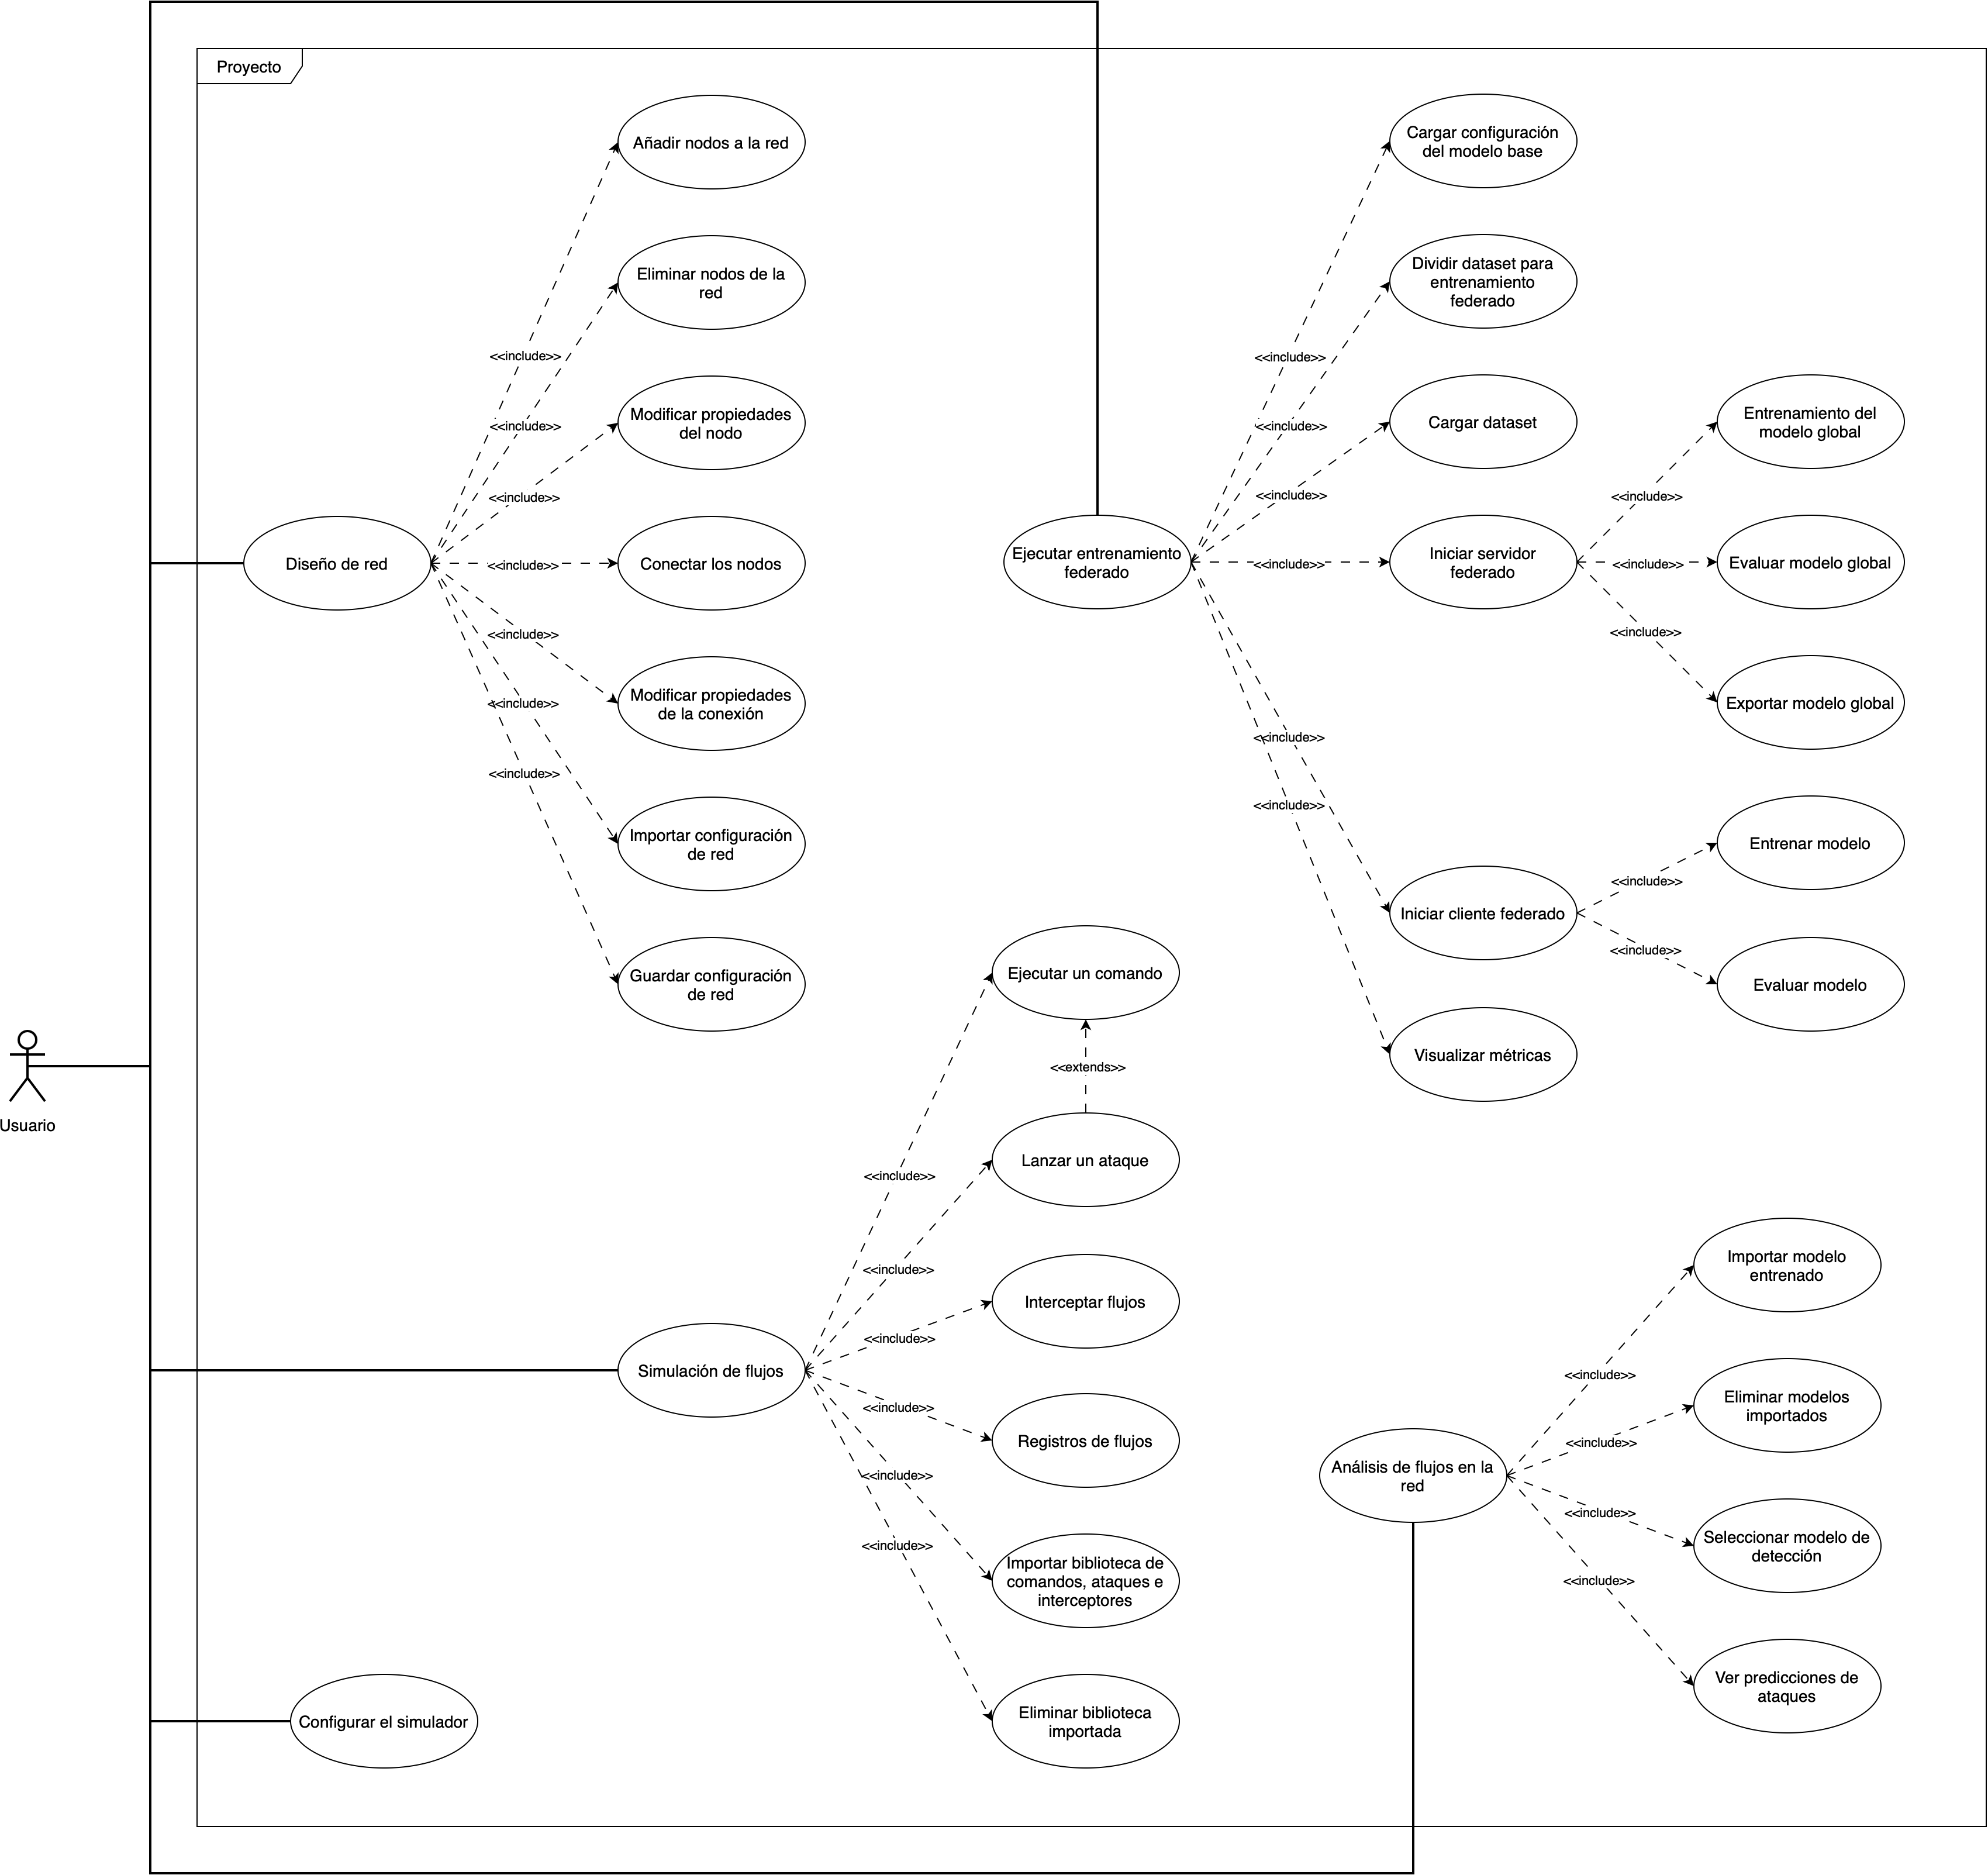 Proyecto
Añadir nodos a la red
Eliminar nodos de la
red
Modificar propiedades
del nodo
Conectar los nodos
Modificar propiedades
de la conexión
Importar configuración
de red
Guardar configuración
de red
<<include>>
<<include>>
<<include>>
<<include>>
<<include>>
<<include>>
<<include>>
Diseño de red
Cargar configuración
del modelo base
Dividir dataset para
entrenamiento
federado
Cargar dataset
Iniciar servidor
federado
Iniciar cliente federado
Visualizar métricas
<<include>>
<<include>>
<<include>>
<<include>>
<<include>>
<<include>>
Ejecutar entrenamiento
federado
Entrenamiento del
modelo global
Evaluar modelo global
Exportar modelo global
<<include>>
<<include>>
<<include>>
Entrenar modelo
Evaluar modelo
<<include>>
<<include>>
Usuario
Ejecutar un comando
<<extends>>
Lanzar un ataque
Interceptar flujos
Registros de flujos
Importar biblioteca de
comandos, ataques e
interceptores
Eliminar biblioteca
importada
<<include>>
<<include>>
<<include>>
<<include>>
<<include>>
<<include>>
Simulación de flujos
Importar modelo
entrenado
Eliminar modelos
importados
Seleccionar modelo de
detección
Ver predicciones de
ataques
<<include>>
<<include>>
<<include>>
<<include>>
Análisis de flujos en la
red
Configurar el simulador